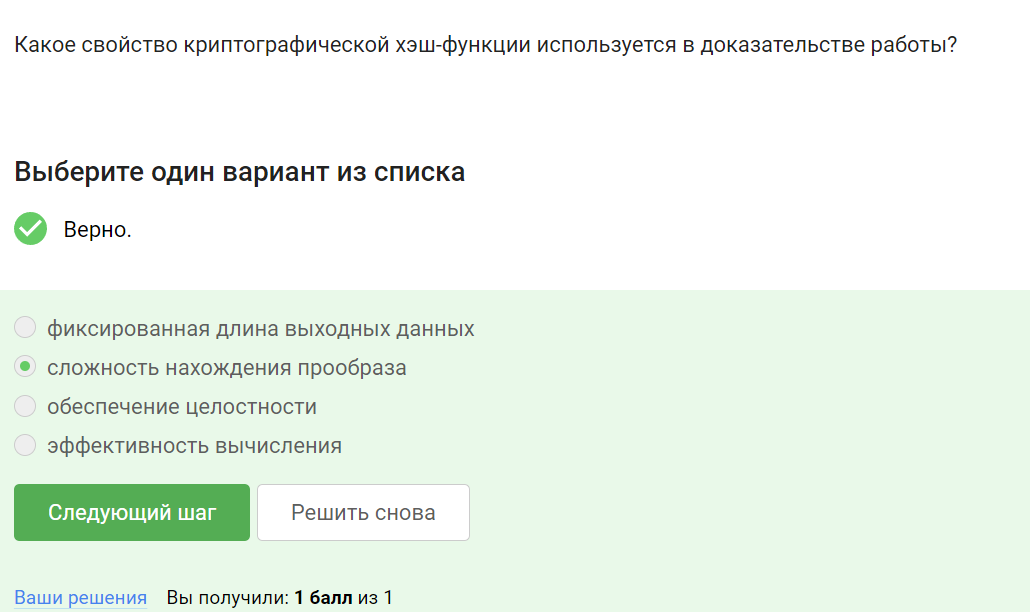 Какое свойство криптографической хэш-функции используется в доказательстве работы?
Выберите один вариант из списка
Верно.
фиксированная длина выходных данных
сложность нахождения прообраза
обеспечение целостности
эффективность вычисления
Следующий шаг
Решить снова
Ваши решения Вы получили: 1 балл из 1